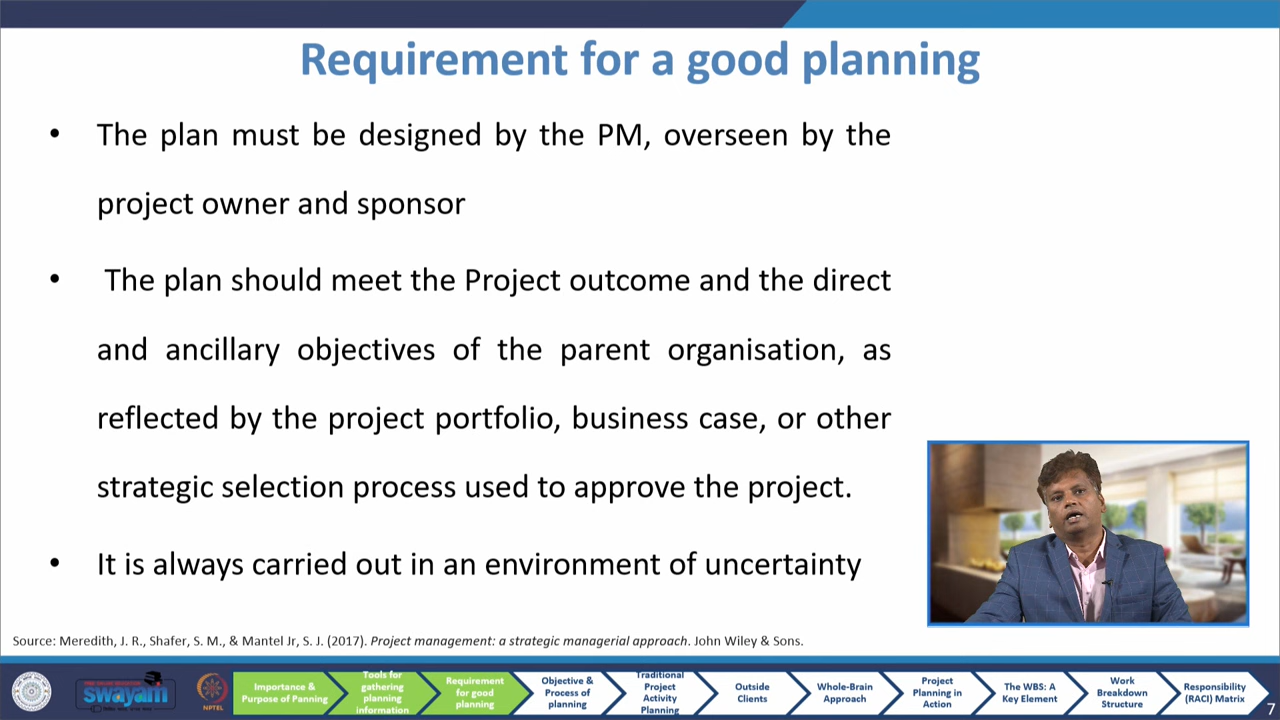 Requirement for a good planning
• The plan must be designed by the PM, overseen by the
project owner and sponsor
• The plan should meet the Project outcome and the direct
and ancillary objectives of the parent organisation, as
reflected by the project portfolio, business case, or other
strategic selection process used to approve the project.
• It is always carried out in an environment of uncertainty
Source: Meredith, J. R., Shafer, S. M., & Mantel Jr, S. J. (2017). Project management: a strategic managerial approach. John Wiley & Sons.
swayam
NPTEL
Importance &
Purpose of Panning
Tools for
gathering
planning
information
Requirement
for good
planning
Objective &
Process of
planning
Traditional
Project
Activity
Planning
Outside
Clients
Whole-Brain
Approach
Project
Planning in
Action
The WBS: A
Key Element
Work
Breakdown
Structure
Responsibility
(RACI) Matrix
7